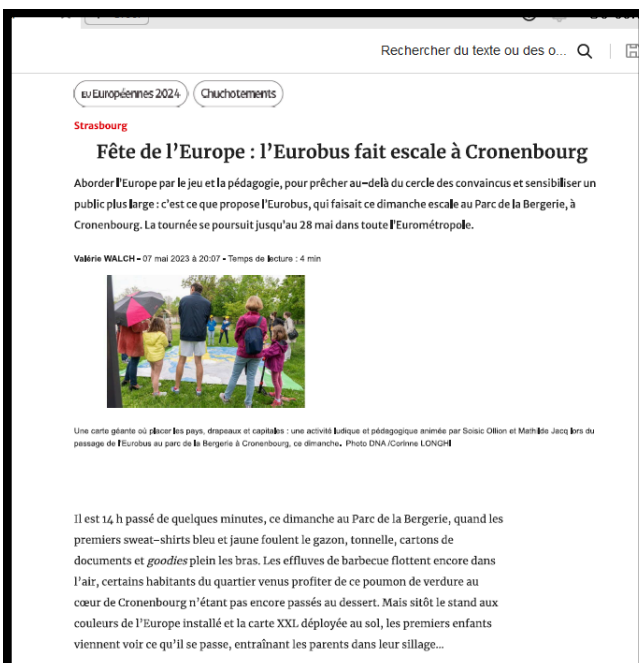 Rechercher du texte ou des o...
EU Européennes 2024 Chuchotements
Strasbourg
Fête de l'Europe : l'Eurobus fait escale à Cronenbourg
Aborder l'Europe par le jeu et la pédagogie, pour prêcher au-delà du cercle des convaincus et sensibiliser un
public plus large : c'est ce que propose l'Eurobus, qui faisait ce dimanche escale au Parc de la Bergerie, à
Cronenbourg. La tournée se poursuit jusqu'au 28 mai dans toute l'Eurométropole.
Valérie WALCH - 07 mai 2023 à 20:07 - Temps de lecture : 4 min
Une carte géante où placer les pays, drapeaux et capitales : une activité ludique et pédagogique animée par Soisic Ollion et Mathilde Jacq lors du
passage de l'Eurobus au parc de la Bergerie à Cronenbourg, ce dimanche. Photo DNA /Corinne LONGHI
Il est 14 h passé de quelques minutes, ce dimanche au Parc de la Bergerie, quand les
premiers sweat-shirts bleu et jaune foulent le gazon, tonnelle, cartons de
documents et goodies plein les bras. Les effluves de barbecue flottent encore dans
l'air, certains habitants du quartier venus profiter de ce poumon de verdure au
cœur de Cronenbourg n'étant pas encore passés au dessert. Mais sitôt le stand aux
couleurs de l'Europe installé et la carte XXL déployée au sol, les premiers enfants
viennent voir ce qu'il se passe, entraînant les parents dans leur sillage...